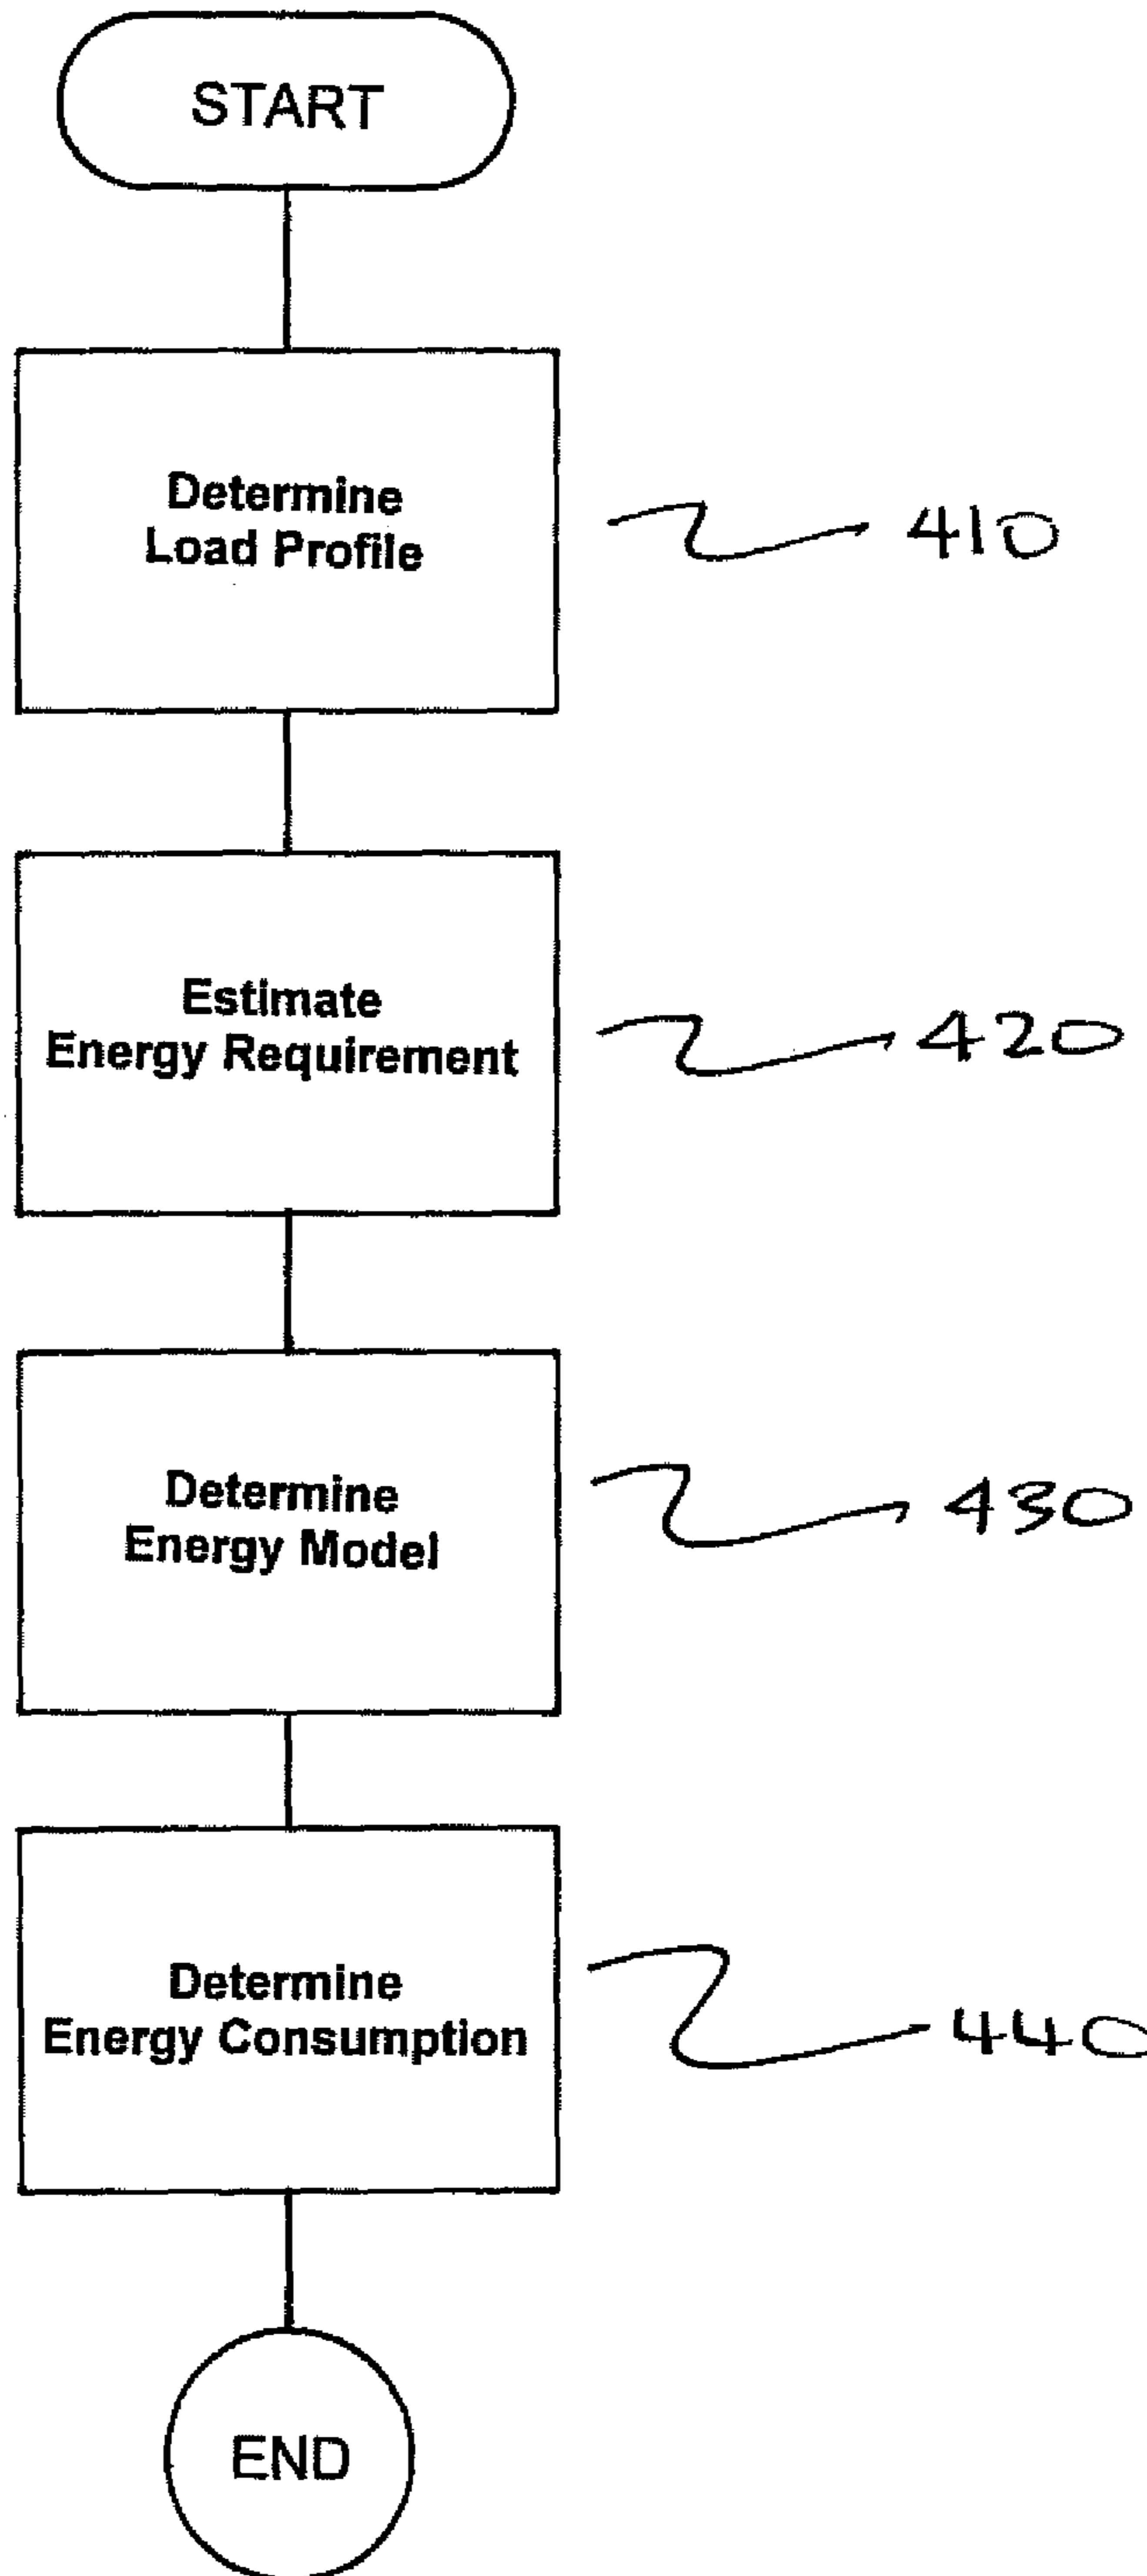 START
Determine
Load Profile
410
Estimate
Energy Requirement
420
Determine
Energy Model
430
Determine
Energy Consumption
440
END